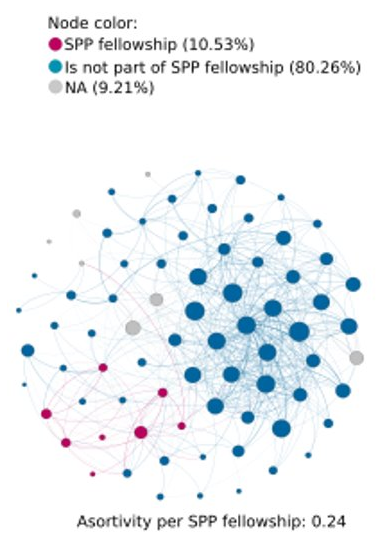 Node color:
SPP fellowship (10.53%)
Is not part of SPP fellowship (80.26%)
NA (9.21%)
Asortivity per SPP fellowship: 0.24